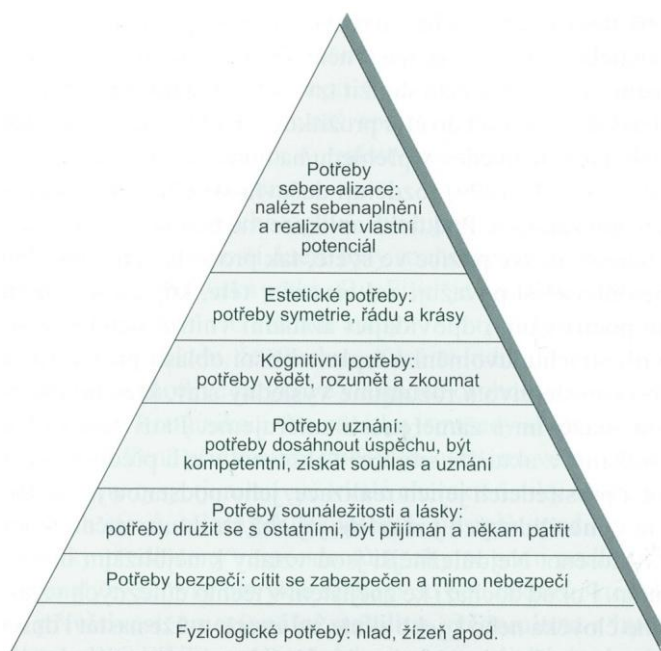 Potřeby
seberealizace:
nalézt sebenaplnění
a realizovat vlastní
potenciál
Estetické potřeby:
potřeby symetrie, řádu a krásy
Kognitivní potřeby:
potřeby vědět, rozumět a zkoumat
Potřeby uznání:
potřeby dosáhnout úspěchu, být
kompetentní, získat souhlas a uznání
Potřeby sounáležitosti a lásky:
potřeby družit se s ostatními, být přijímán a někam patřit
Potřeby bezpečí: cítit se zabezpečen a mimo nebezpečí
Fyziologické potřeby: hlad, žízeň apod.